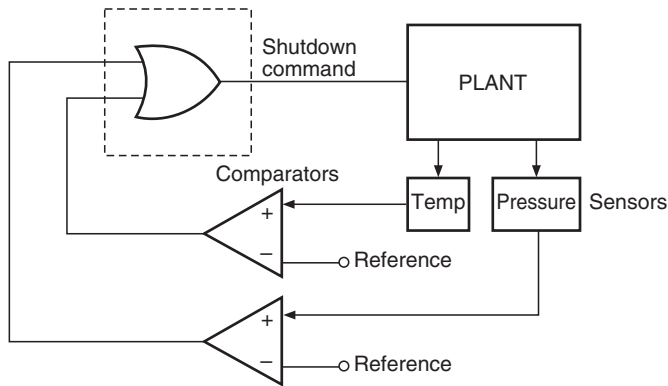 Shutdown
command
PLANT
Comparators
Temp
Pressure
Sensors
+
–
Reference
+
–
Reference